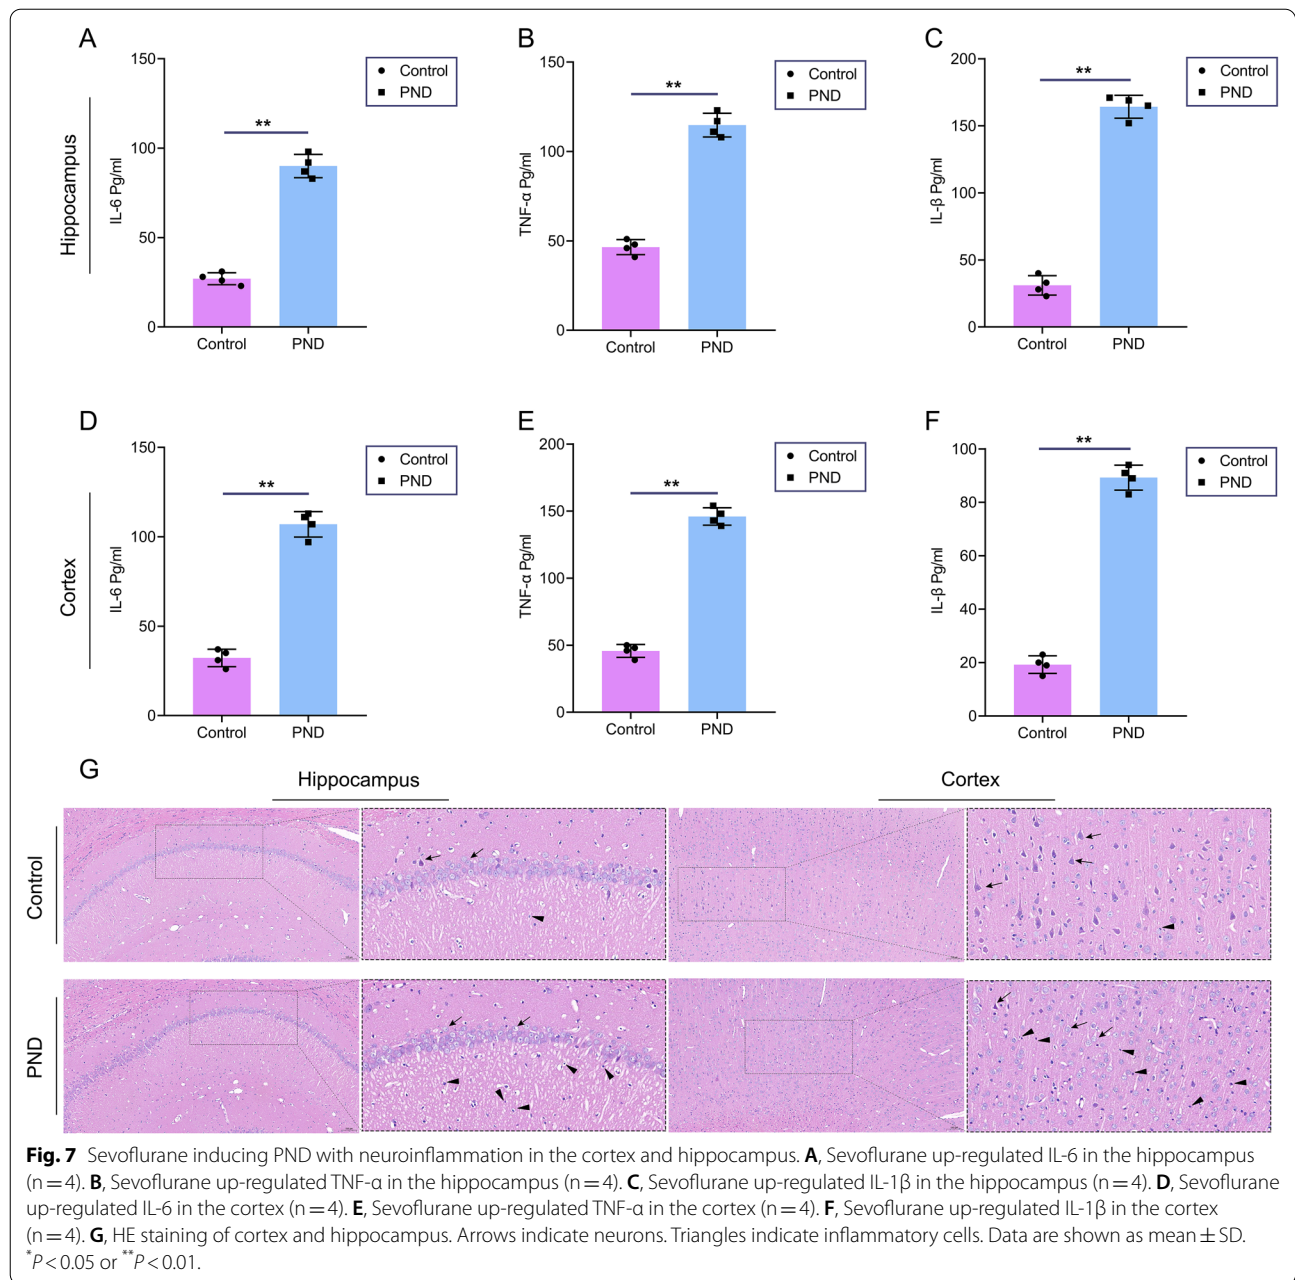 A
B
C
Hippocampus
150
100
50
0
IL-6 Pg/ml
**
Control
PND
Control
PND
150
100
50
0
TNF-α Pg/ml
**
Control
PND
Control
PND
200
150
100
50
0
IL-β Pg/ml
**
Control
PND
Control
PND
D
E
F
Cortex
150
100
50
0
IL-6 Pg/ml
**
Control
PND
Control
PND
200
150
100
50
0
TNF-α Pg/ml
**
Control
PND
Control
PND
100
80
60
40
20
0
IL-β Pg/ml
**
Control
PND
Control
PND
G
Hippocampus
Cortex
Control
PND
Fig. 7 Sevoflurane inducing PND with neuroinflammation in the cortex and hippocampus. A, Sevoflurane up-regulated IL-6 in the hippocampus
(n = 4). B, Sevoflurane up-regulated TNF-α in the hippocampus (n = 4). C, Sevoflurane up-regulated IL-1β in the hippocampus (n = 4). D, Sevoflurane
up-regulated IL-6 in the cortex (n = 4). E, Sevoflurane up-regulated TNF-α in the cortex (n = 4). F, Sevoflurane up-regulated IL-1β in the cortex
(n = 4). G, HE staining of cortex and hippocampus. Arrows indicate neurons. Triangles indicate inflammatory cells. Data are shown as mean ± SD.
*P < 0.05 or **P < 0.01.